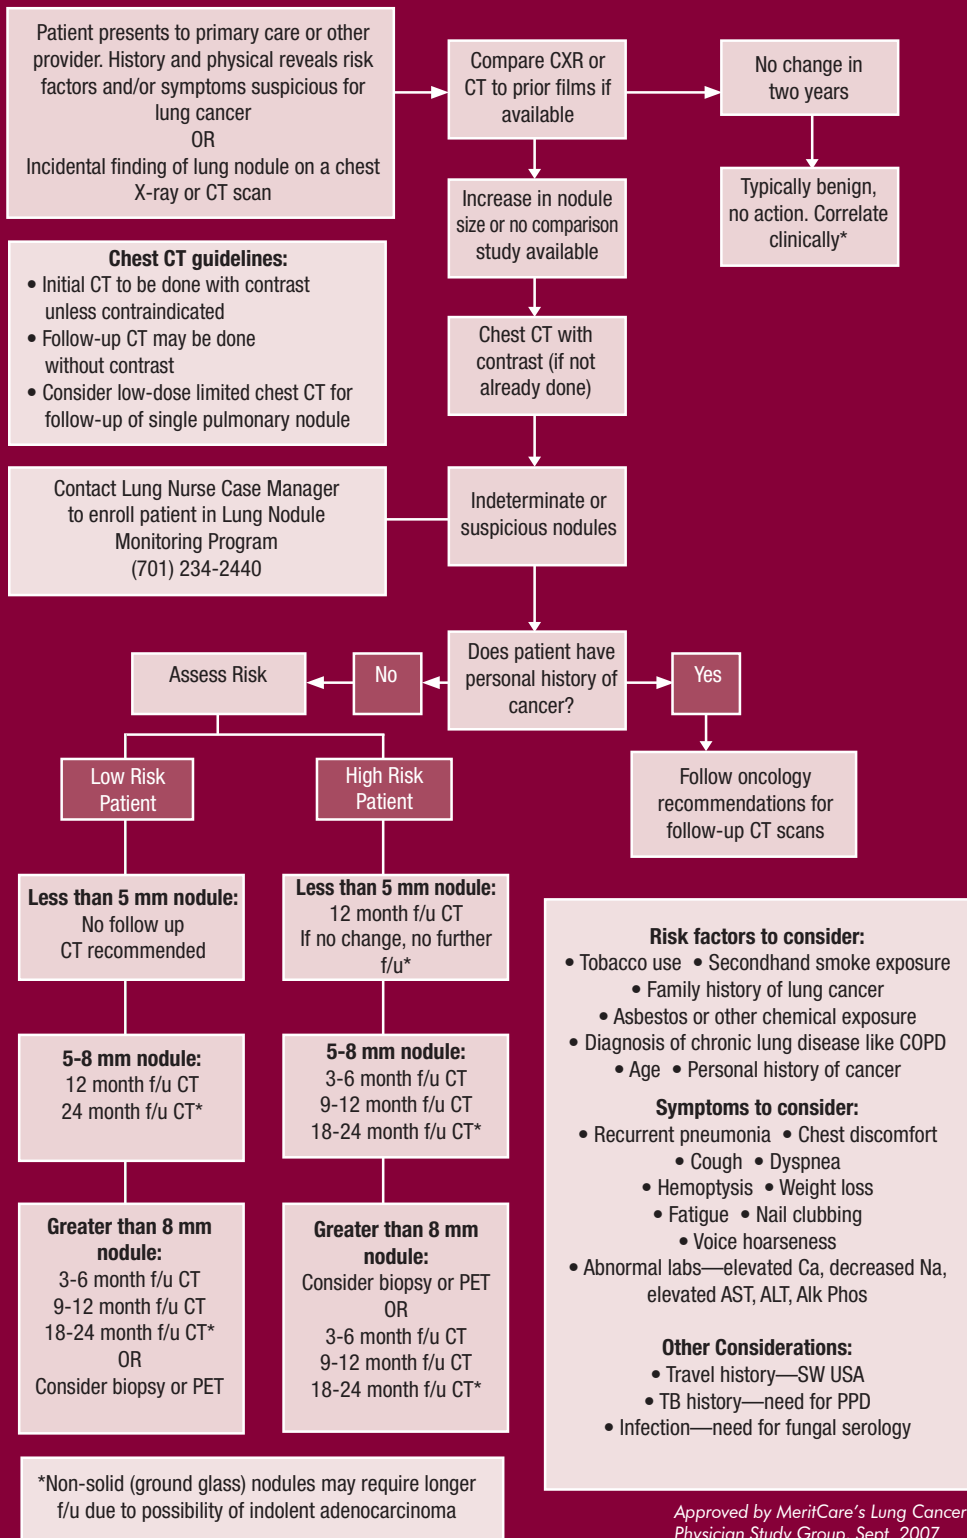 Patient presents to primary care or other
provider. History and physical reveals risk
factors and/or symptoms suspicious for
lung cancer
OR
Incidental finding of lung nodule on a chest
X-ray or CT scan
Compare CXR or
CT to prior films if
available
No change in
two years
Typically benign,
no action. Correlate
clinically*
Increase in nodule
size or no comparison
study available
Chest CT guidelines:
• Initial CT to be done with contrast
unless contraindicated
• Follow-up CT may be done
without contrast
• Consider low-dose limited chest CT for
follow-up of single pulmonary nodule
Chest CT with
contrast (if not
already done)
Contact Lung Nurse Case Manager
to enroll patient in Lung Nodule
Monitoring Program
(701) 234-2440
Indeterminate or
suspicious nodules
Does patient have
personal history of
cancer?
No
Assess Risk
Yes
Follow oncology
recommendations for
follow-up CT scans
Low Risk
Patient
High Risk
Patient
Less than 5 mm nodule:
No follow up
CT recommended
5-8 mm nodule:
12 month f/u CT
24 month f/u CT*
Greater than 8 mm
nodule:
3-6 month f/u CT
9-12 month f/u CT
18-24 month f/u CT*
OR
Consider biopsy or PET
Less than 5 mm nodule:
12 month f/u CT
If no change, no further
f/u*
5-8 mm nodule:
3-6 month f/u CT
9-12 month f/u CT
18-24 month f/u CT*
Greater than 8 mm
nodule:
Consider biopsy or PET
OR
3-6 month f/u CT
9-12 month f/u CT
18-24 month f/u CT*
Risk factors to consider:
• Tobacco use • Secondhand smoke exposure
• Family history of lung cancer
• Asbestos or other chemical exposure
• Diagnosis of chronic lung disease like COPD
• Age • Personal history of cancer
Symptoms to consider:
• Recurrent pneumonia • Chest discomfort
• Cough • Dyspnea
• Hemoptysis • Weight loss
• Fatigue • Nail clubbing
• Voice hoarseness
• Abnormal labs—elevated Ca, decreased Na,
elevated AST, ALT, Alk Phos
Other Considerations:
• Travel history—SW USA
• TB history—need for PPD
• Infection—need for fungal serology
*Non-solid (ground glass) nodules may require longer
f/u due to possibility of indolent adenocarcinoma
Approved by MeritCare's Lung Cancer
Physician Study Group, Sept. 2007